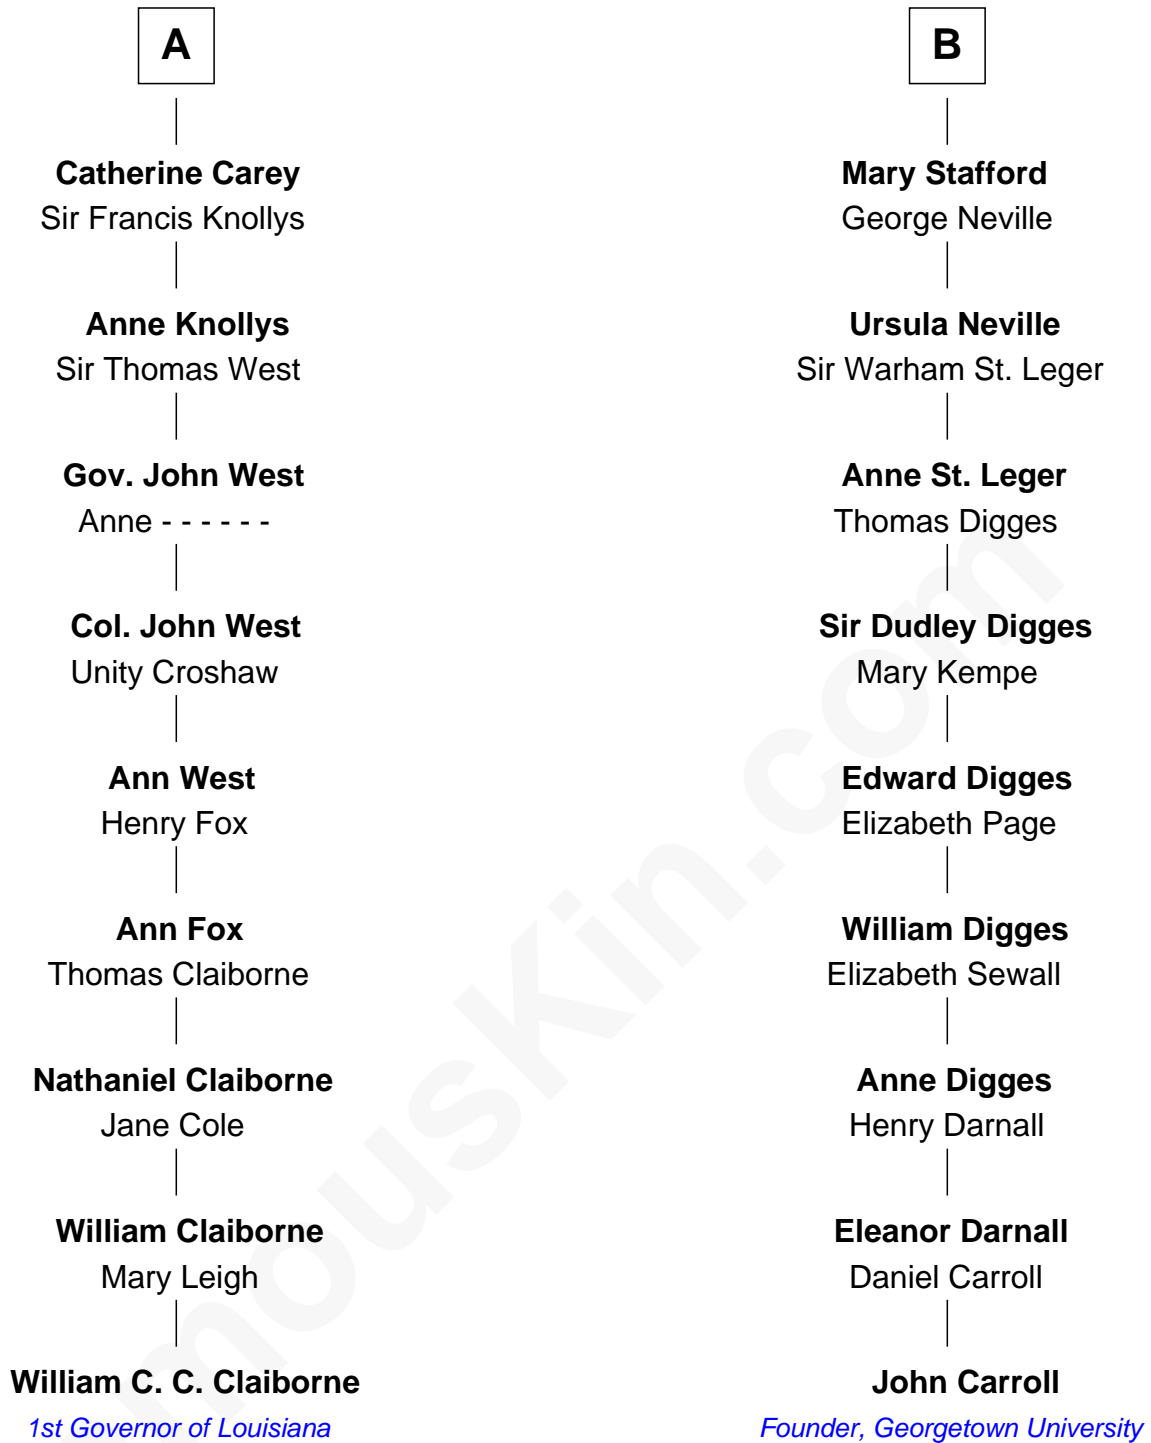 A
Catherine Carey
Sir Francis Knollys
Anne Knollys
Sir Thomas West
Gov. John West
Anne - - - - - -
Col. John West
Unity Croshaw
Ann West
Henry Fox
Ann Fox
Thomas Claiborne
Nathaniel Claiborne
Jane Cole
William Claiborne
Mary Leigh
William C. C. Claiborne
1st Governor of Louisiana
B
Mary Stafford
George Neville
Ursula Neville
Sir Warham St. Leger
Anne St. Leger
Thomas Digges
Sir Dudley Digges
Mary Kempe
Edward Digges
Elizabeth Page
William Digges
Elizabeth Sewall
Anne Digges
Henry Darnall
Eleanor Darnall
Daniel Carroll
John Carroll
Founder, Georgetown University
mouskin.com